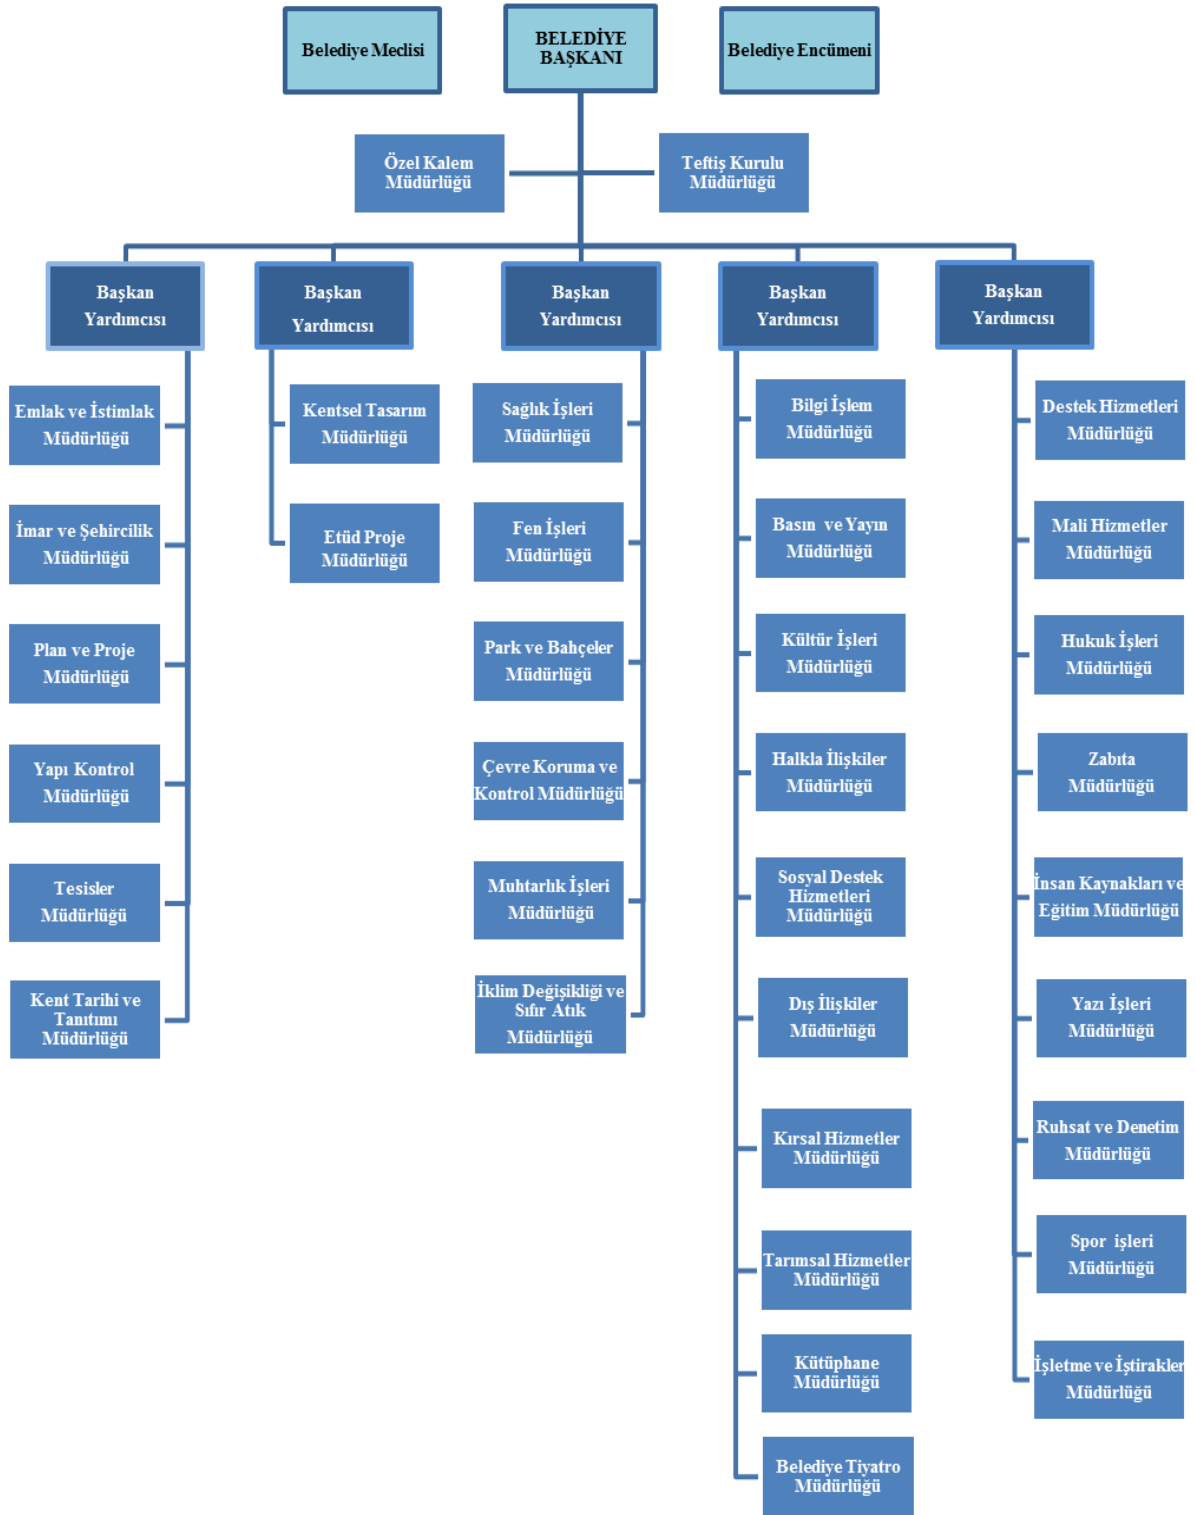 Belediye Meclisi
BELEDİYE
BAŞKANI
Belediye Encümeni
Özel Kalem
Müdürlüğü
Teftiş Kurulu
Müdürlüğü
Başkan
Yardımcısı
Başkan
Yardımcısı
Başkan
Yardımcısı
Başkan
Yardımcısı
Başkan
Yardımcısı
Emlak ve İstimlak
Müdürlüğü
İmar ve Şehircilik
Müdürlüğü
Plan ve Proje
Müdürlüğü
Yapı Kontrol
Müdürlüğü
Tesisler
Müdürlüğü
Kent Tarihi ve
Tanıtımı
Müdürlüğü
Kentsel Tasarım
Müdürlüğü
Etüd Proje
Müdürlüğü
Sağlık İşleri
Müdürlüğü
Fen İşleri
Müdürlüğü
Park ve Bahçeler
Müdürlüğü
Çevre Koruma ve
Kontrol Müdürlüğü
Muhtarlık İşleri
Müdürlüğü
İklim Değişikliği ve
Sıfır Atık
Müdürlüğü
Bilgi İşlem
Müdürlüğü
Basın ve Yayın
Müdürlüğü
Kültür İşleri
Müdürlüğü
Halkla İlişkiler
Müdürlüğü
Sosyal Destek
Hizmetleri
Müdürlüğü
Dış İlişkiler
Müdürlüğü
Kırsal Hizmetler
Müdürlüğü
Tarımsal Hizmetler
Müdürlüğü
Kütüphane
Müdürlüğü
Belediye Tiyatro
Müdürlüğü
Destek Hizmetleri
Müdürlüğü
Mali Hizmetler
Müdürlüğü
Hukuk İşleri
Müdürlüğü
Zabıta
Müdürlüğü
İnsan Kaynakları ve
Eğitim Müdürlüğü
Yazı İşleri
Müdürlüğü
Ruhsat ve Denetim
Müdürlüğü
Spor işleri
Müdürlüğü
İşletme ve İştirakler
Müdürlüğü